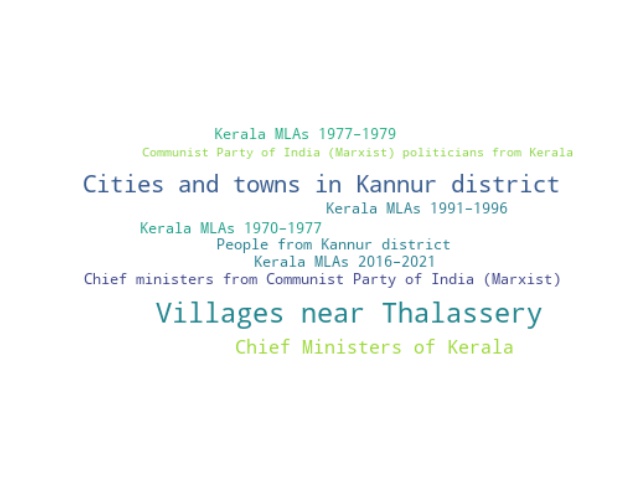 Kerala MLAs 1977–1979
Communist Party of India (Marxist) politicians from Kerala
Cities and towns in Kannur district
Kerala MLAs 1991–1996
Kerala MLAs 1970–1977
People from Kannur district
Kerala MLAs 2016–2021
Chief ministers from Communist Party of India (Marxist)
Villages near Thalassery
Chief Ministers of Kerala